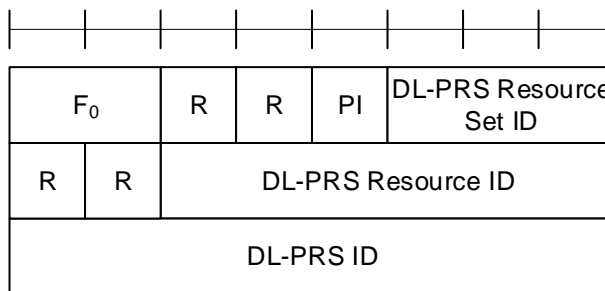 F₀ R R PI DL-PRS Resource
Set ID
R R DL-PRS Resource ID
DL-PRS ID